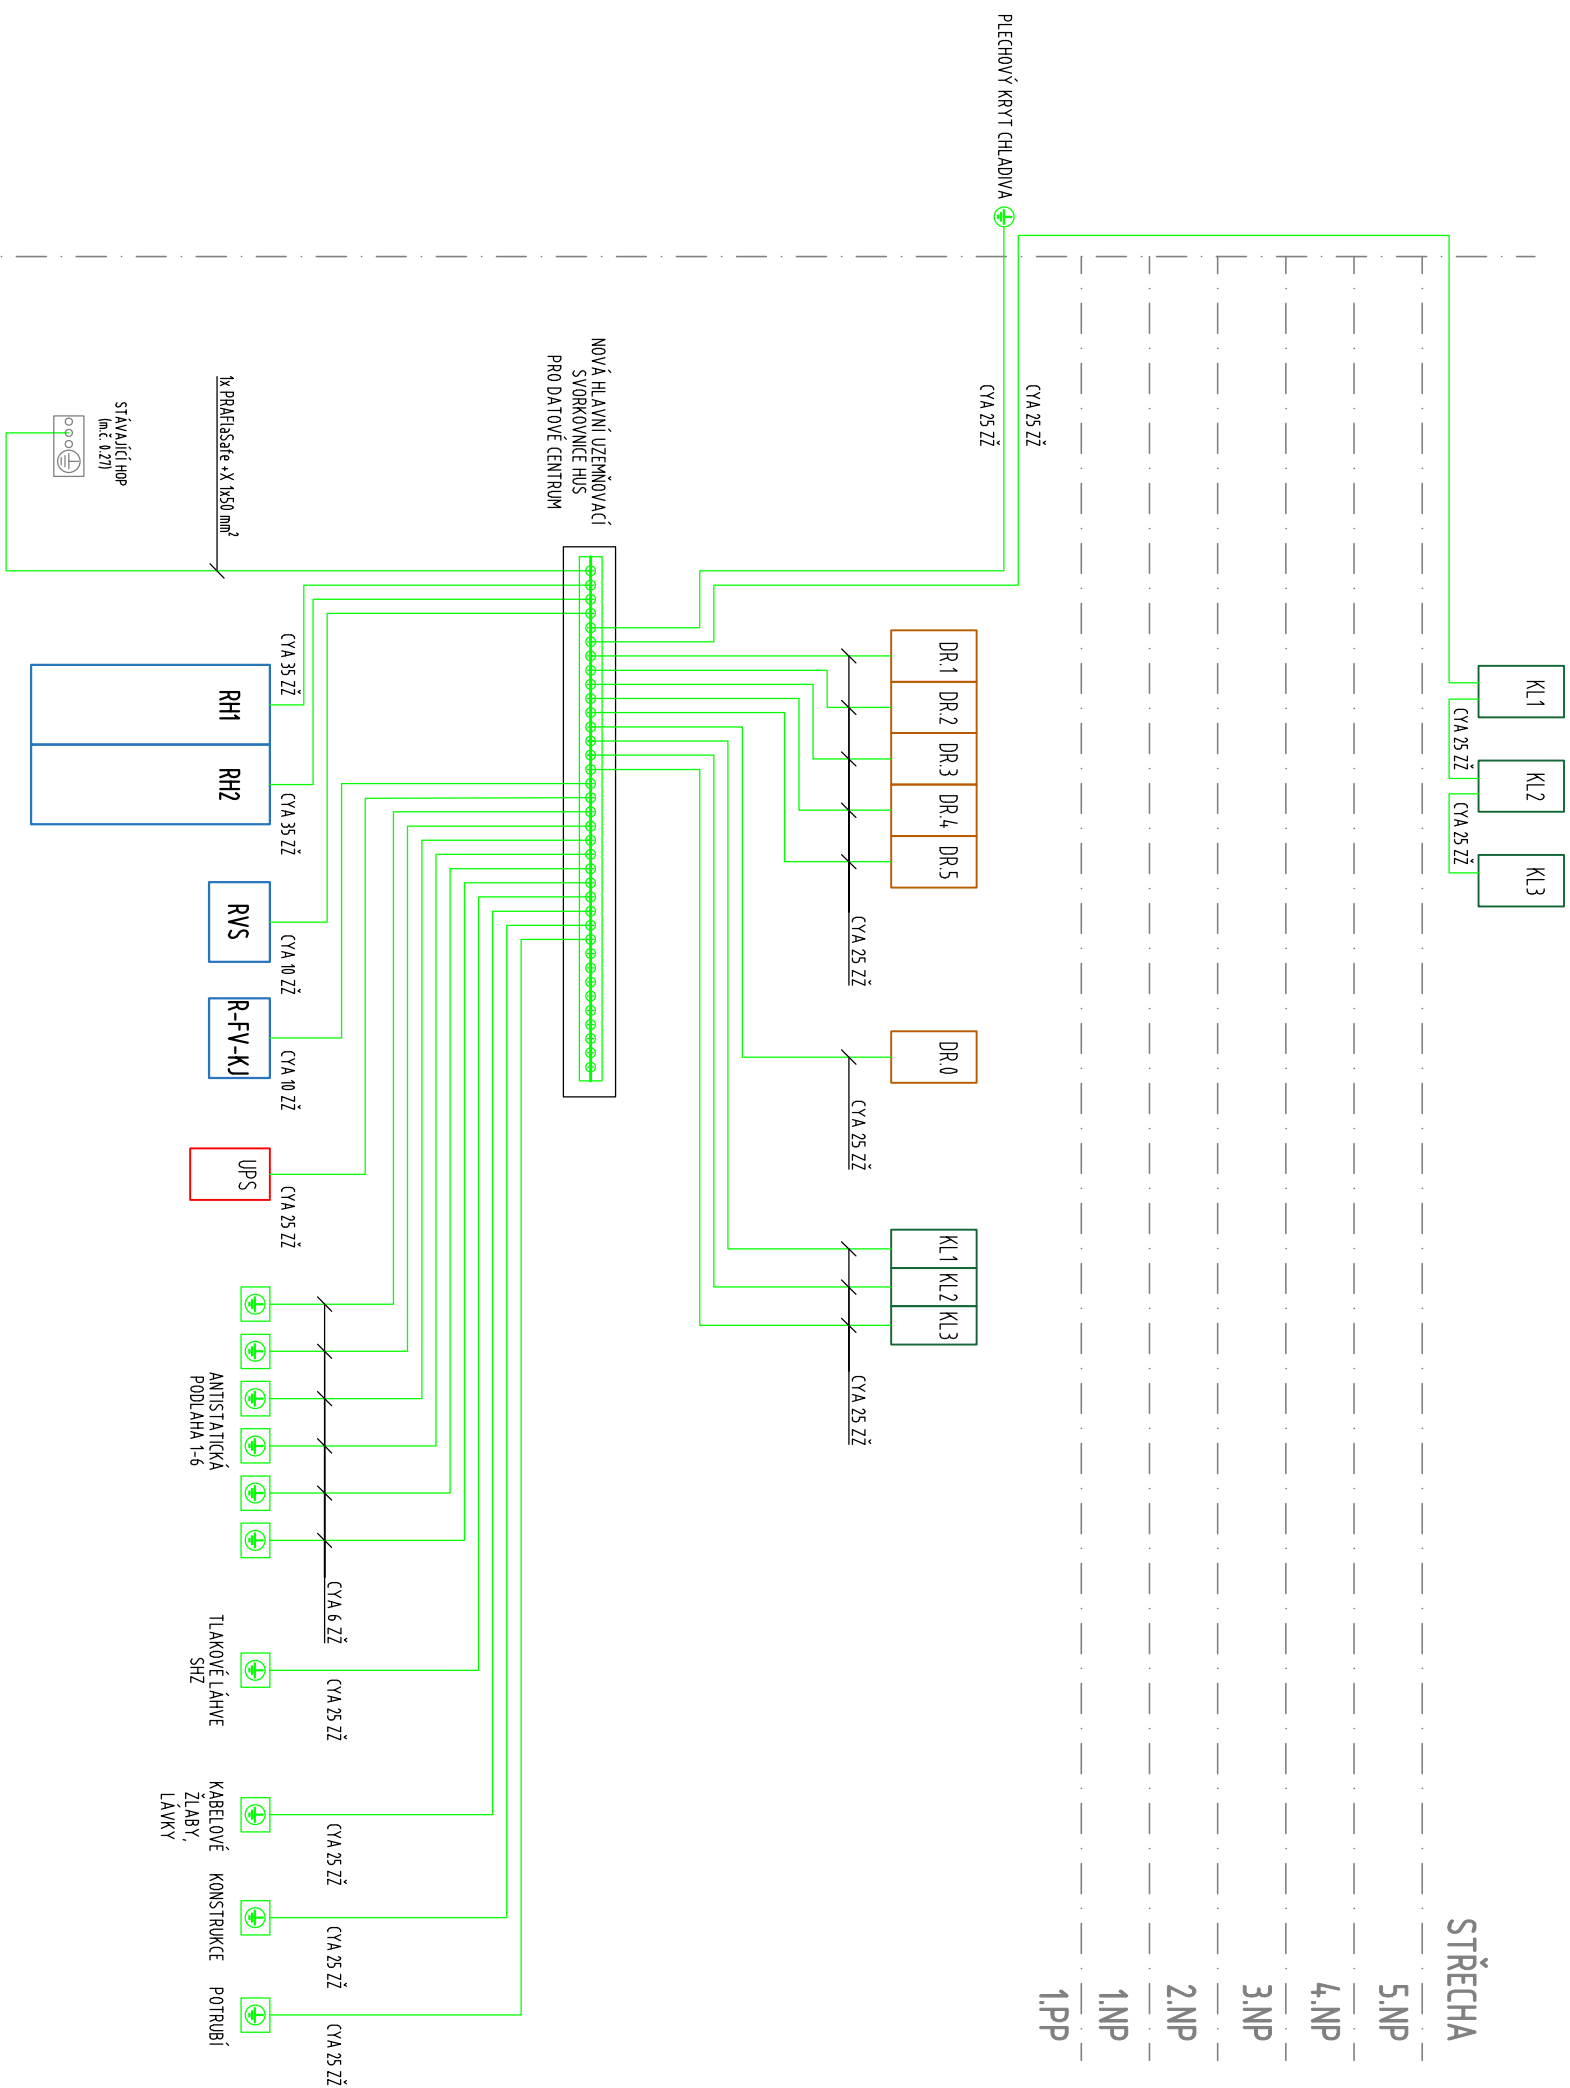 STŘECHA
5.NP
4.NP
3.NP
2.NP
1.NP
1.PP
KL1
KL2
KL3
CYA 25 ZŽ
CYA 25 ZŽ
PLECHOVÝ KRYT CHLADIVA
CYA 25 ZŽ
CYA 25 ZŽ
DR.1
DR.2
DR.3
DR.4
DR.5
CYA 25 ZŽ
DR.0
CYA 25 ZŽ
KL1
KL2
KL3
CYA 25 ZŽ
NOVÁ HLAVNÍ UZEMŇOVACÍ
SVORKOVNICE HUS
PRO DATOVÉ CENTRUM
1x PRAFlaSafe +X 1x50 mm²
STÁVAJÍCÍ HOP
(m.č. 0.27)
CYA 35 ZŽ
RH1
CYA 35 ZŽ
RH2
CYA 10 ZŽ
RVS
CYA 10 ZŽ
R-FV-KJ
CYA 25 ZŽ
UPS
CYA 6 ZŽ
ANTISTATICKÁ
PODLAHA 1-6
CYA 25 ZŽ
TLAKOVÉ LÁHVE
SHZ
CYA 25 ZŽ
KABELOVÉ
ŽLABY,
LÁVKY
CYA 25 ZŽ
KONSTRUKCE
CYA 25 ZŽ
POTRUBÍ